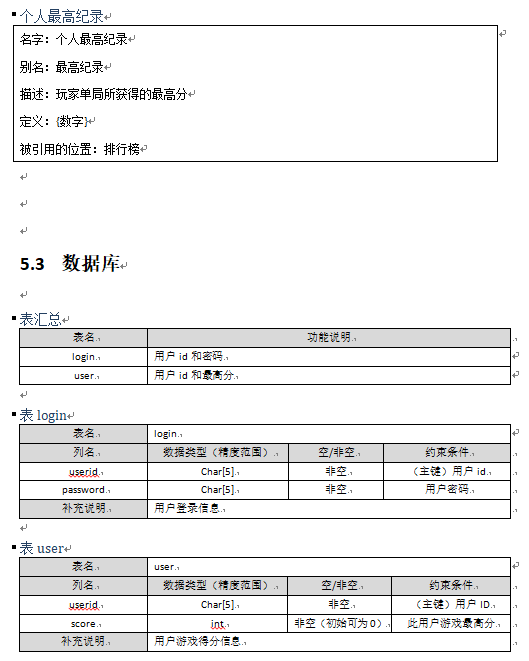 个人最高纪录
名字：个人最高纪录
别名：最高纪录
描述：玩家单局所获得的最高分
定义：{数字}
被引用的位置：排行榜
5.3 数据库
表汇总
表名 功能说明
login 用户 id 和密码
user 用户 id 和最高分
表 login
表名 login
列名 数据类型（精度范围） 空/非空 约束条件
userid Char[5] 非空 （主键）用户 id
password Char[5] 非空 用户密码
补充说明 用户登录信息
表 user
表名 user
列名 数据类型（精度范围） 空/非空 约束条件
userid Char[5] 非空 （主键）用户 ID
score int 非空（初始可为 0） 此用户游戏最高分
补充说明 用户游戏得分信息